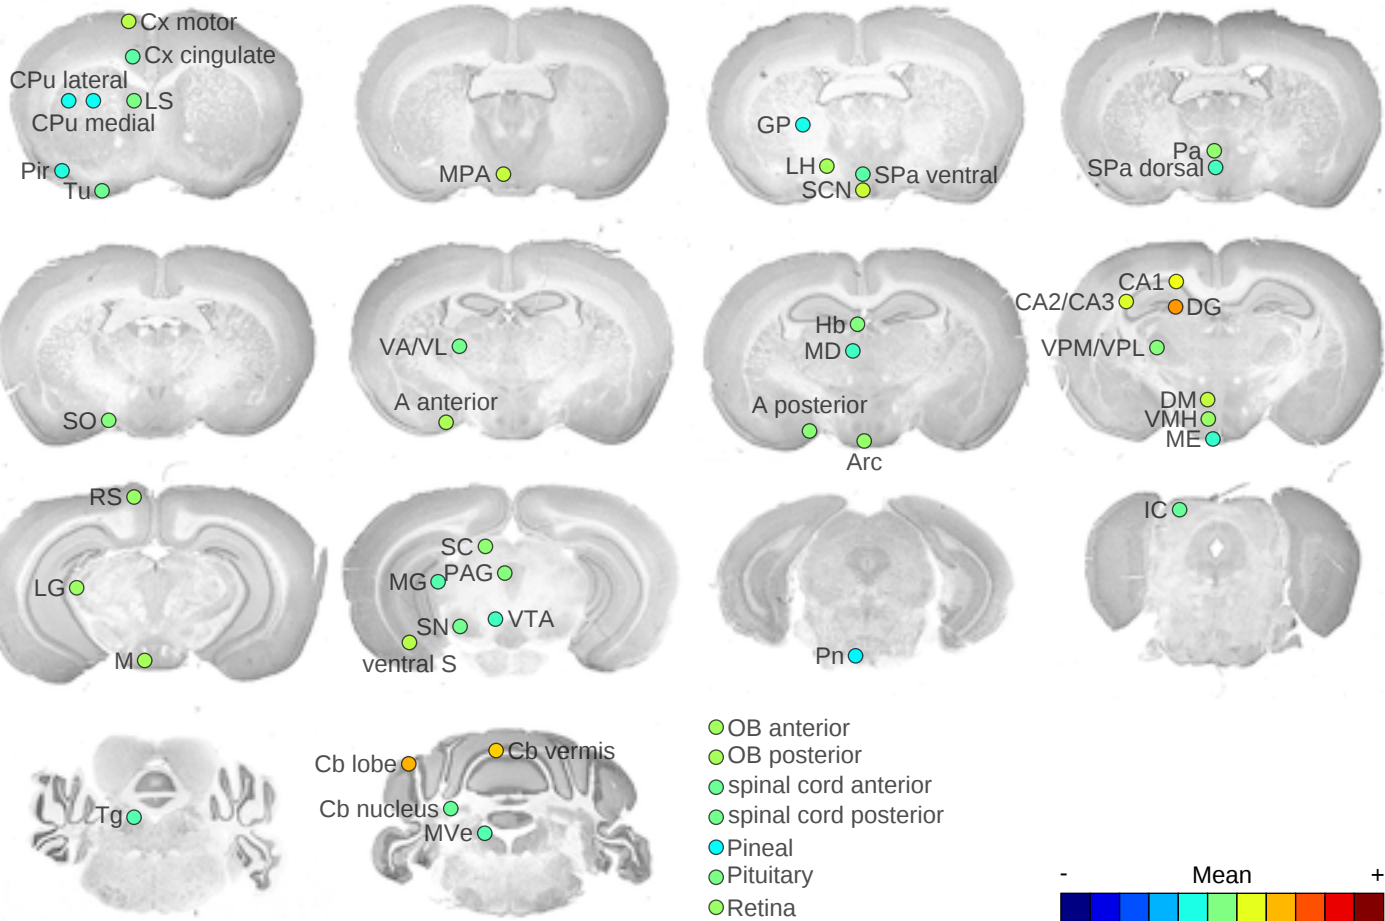 Cx motor
Cx cingulate
CPu lateral
LS
CPu medial
Pir
Tu
MPA
GP
LH
SPa ventral
SCN
Pa
SPa dorsal
SO
VA/VL
A anterior
Hb
MD
A posterior
Arc
CA1
CA2/CA3
DG
VPM/VPL
DM
VMH
ME
RS
LG
M
SC
MG
PAG
SN
VTA
ventral S
Pn
IC
Tg
Cb lobe
Cb vermis
Cb nucleus
MVe
OB anterior
OB posterior
spinal cord anterior
spinal cord posterior
Pineal
Pituitary
Retina
- Mean +